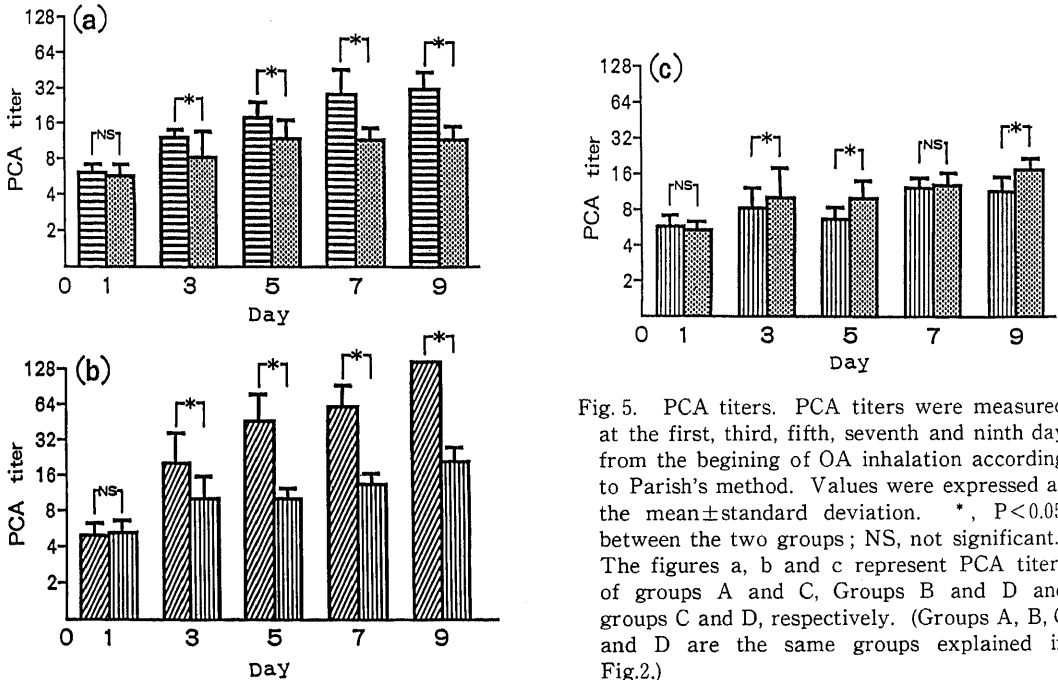 (a)
PCA titer
128
64
32
16
8
4
2
NS
*
*
*
*
0 1 3 5 7 9
Day
(b)
PCA titer
128
64
32
16
8
4
2
NS
*
*
*
*
0 1 3 5 7 9
Day
(c)
PCA titer
128
64
32
16
8
4
2
NS
*
*
NS
*
0 1 3 5 7 9
Day
Fig. 5. PCA titers. PCA titers were measured
at the first, third, fifth, seventh and ninth day
from the begining of OA inhalation according
to Parish's method. Values were expressed a
the mean±standard deviation. *, P<0.05
between the two groups; NS, not significant.
The figures a, b and c represent PCA titer
of groups A and C, Groups B and D and
groups C and D, respectively. (Groups A, B, C
and D are the same groups explained i
Fig.2.)